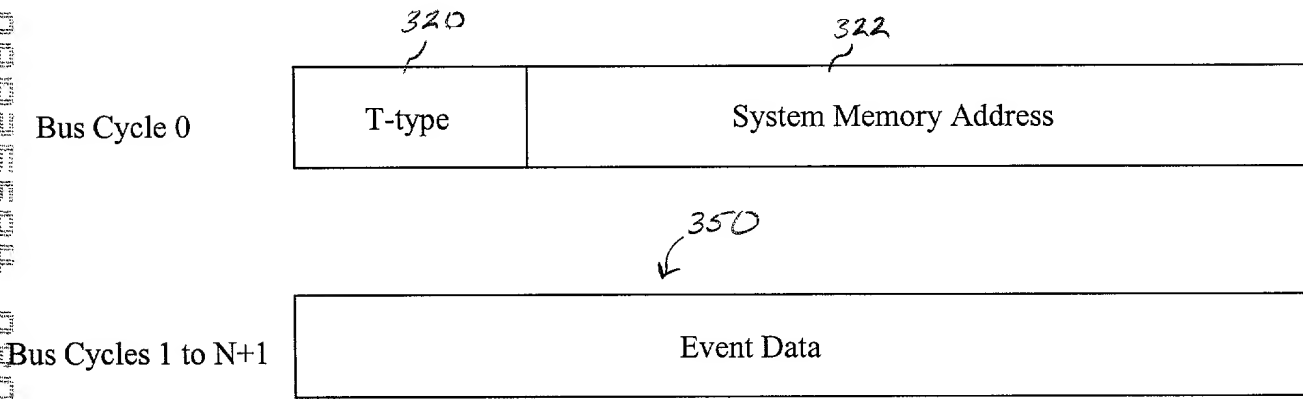 320
322
Bus Cycle 0
T-type
System Memory Address
350
Bus Cycles 1 to N+1
Event Data